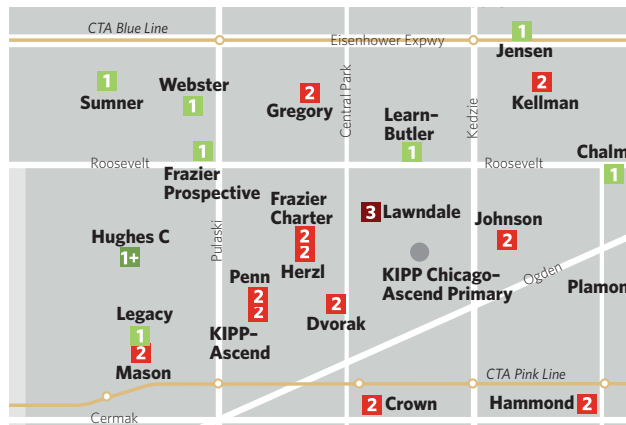 CTA Blue Line
Eisenhower Expwy
1
Jensen
1
Sumner
Webster
1
2
Gregory
Central Park
Kedzie
2
Kellman
Learn–
Butler
1
Roosevelt
Roosevelt
1
Frazier
Prospective
Chalm
1
Pulaski
Frazier
Charter
2
2
Herzl
3 Lawndale
Johnson
2
Hughes C
1+
KIPP Chicago–
Ascend Primary
Ogden
Plamon
Penn
2
2
KIPP–
Ascend
2
Dvorak
Legacy
1
2
Mason
CTA Pink Line
Cermak
2 Crown
Hammond 2